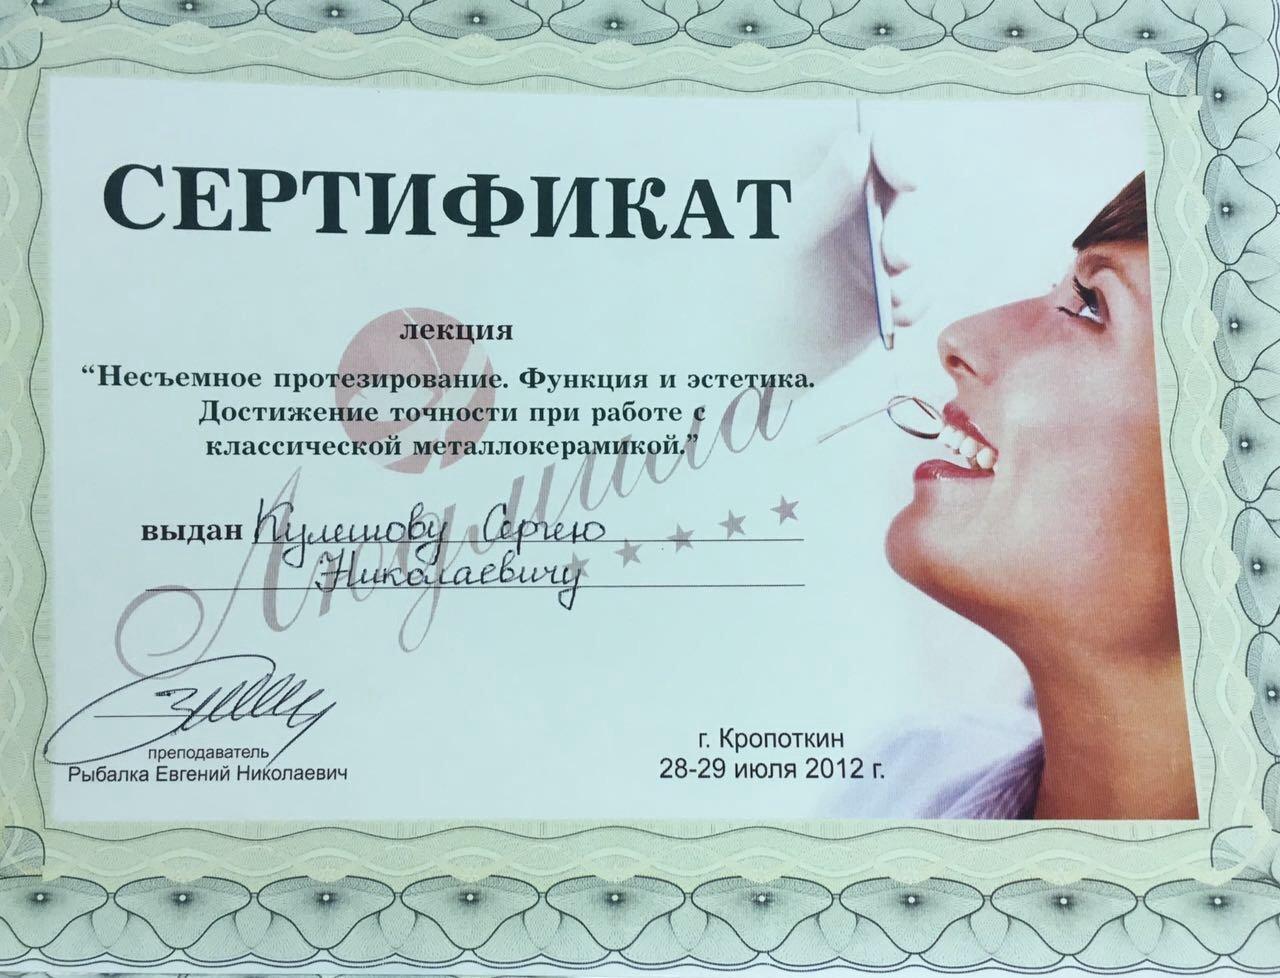 СЕРТИФИКАТ
лекция
“Несъемное протезирование. Функция и эстетика.
Достижение точности при работе с
классической металлокерамикой.”
Людмила
выдан Кулешову Сергею
Николаевичу
преподаватель
Рыбалка Евгений Николаевич
г. Кропоткин
28-29 июля 2012 г.